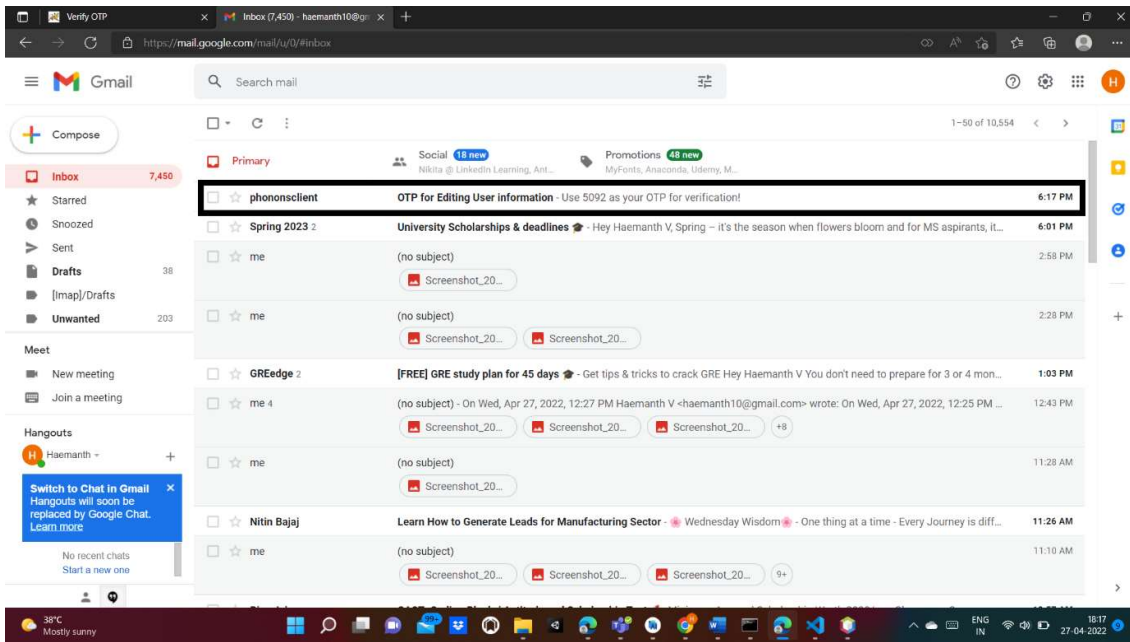 Verify OTP
Inbox (7,450) - haemanth10@gm
https://mail.google.com/mail/u/0/#inbox
Gmail
Search mail
H
Compose
1–50 of 10,554
Primary
Social 18 new
Nikita @ LinkedIn Learning, Ant...
Promotions 48 new
MyFonts, Anaconda, Udemy, M...
Inbox 7,450
Starred
Snoozed
Sent
Drafts 38
[Imap]/Drafts
Unwanted 203
Meet
New meeting
Join a meeting
Hangouts
H Haemanth
Switch to Chat in Gmail
Hangouts will soon be
replaced by Google Chat.
Learn more
No recent chats
Start a new one
phononsclient OTP for Editing User information - Use 5092 as your OTP for verification! 6:17 PM
Spring 2023 2 University Scholarships & deadlines 🎓 - Hey Haemanth V, Spring – it's the season when flowers bloom and for MS aspirants, it... 6:01 PM
me (no subject) 2:58 PM
Screenshot_20...
me (no subject) 2:28 PM
Screenshot_20... Screenshot_20...
GREedge 2 [FREE] GRE study plan for 45 days 🎓 - Get tips & tricks to crack GRE Hey Haemanth V You don't need to prepare for 3 or 4 mon... 1:03 PM
me 4 (no subject) - On Wed, Apr 27, 2022, 12:27 PM Haemanth V <haemanth10@gmail.com> wrote: On Wed, Apr 27, 2022, 12:25 PM ... 12:43 PM
Screenshot_20... Screenshot_20... Screenshot_20... +8
me (no subject) 11:28 AM
Screenshot_20...
Nitin Bajaj Learn How to Generate Leads for Manufacturing Sector - 🌸 Wednesday Wisdom🌸 - One thing at a time - Every Journey is diff... 11:26 AM
me (no subject) 11:10 AM
Screenshot_20... Screenshot_20... Screenshot_20... 9+
38°C
Mostly sunny
ENG
IN
18:17
27-04-2022